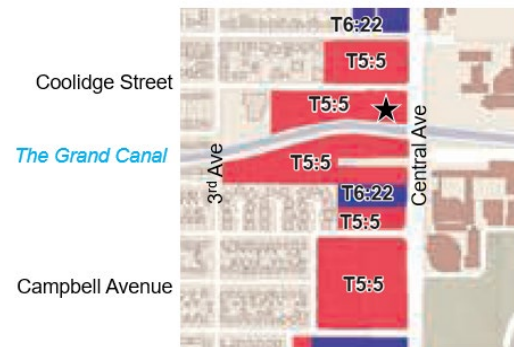 T6:22
T5:5
Coolidge Street
T5:5
The Grand Canal
T5:5
3rd Ave
Central Ave
T6:22
T5:5
Campbell Avenue
T5:5